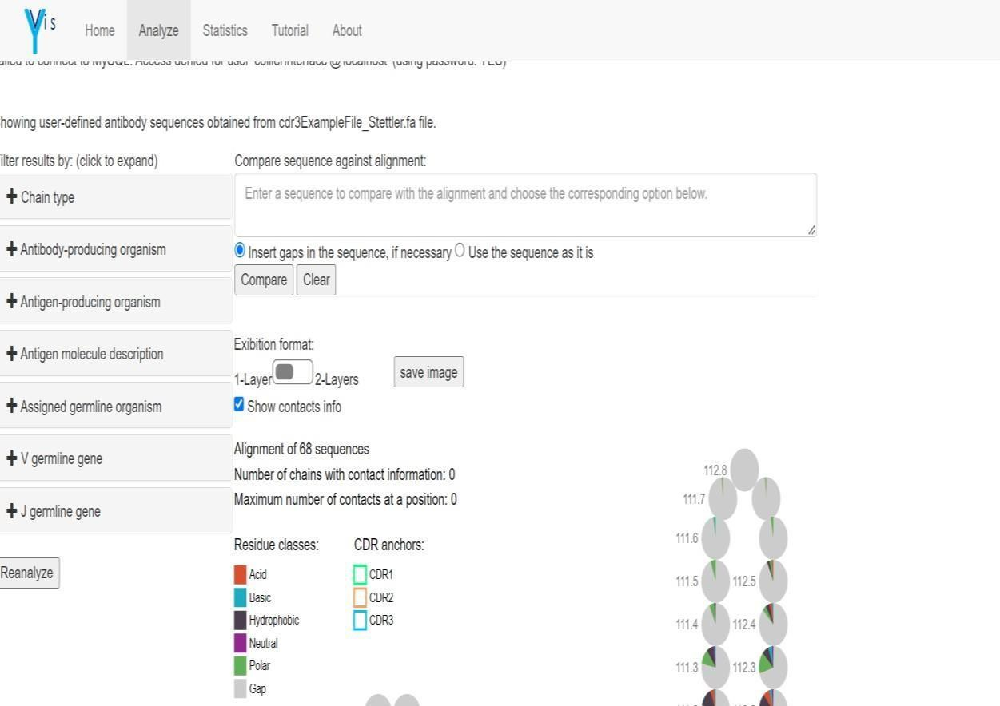 Yis
Home Analyze Statistics Tutorial About
ailed to connect to MySQL: Access denied for user 'collierinterface'@'localhost' (using password: YES)
howing user-defined antibody sequences obtained from cdr3ExampleFile_Stettler.fa file.
ilter results by: (click to expand)
Compare sequence against alignment:
+ Chain type
Enter a sequence to compare with the alignment and choose the corresponding option below.
+ Antibody-producing organism
Insert gaps in the sequence, if necessary Use the sequence as it is
Compare Clear
+ Antigen-producing organism
+ Antigen molecule description
Exibition format:
1-Layer 2-Layers save image
+ Assigned germline organism
Show contacts info
+ V germline gene
Alignment of 68 sequences
Number of chains with contact information: 0
Maximum number of contacts at a position: 0
+ J germline gene
Reanalyze
Residue classes: CDR anchors:
Acid CDR1
Basic CDR2
Hydrophobic CDR3
Neutral
Polar
Gap
112.8
111.7
111.6
111.5 112.5
111.4 112.4
111.3 112.3